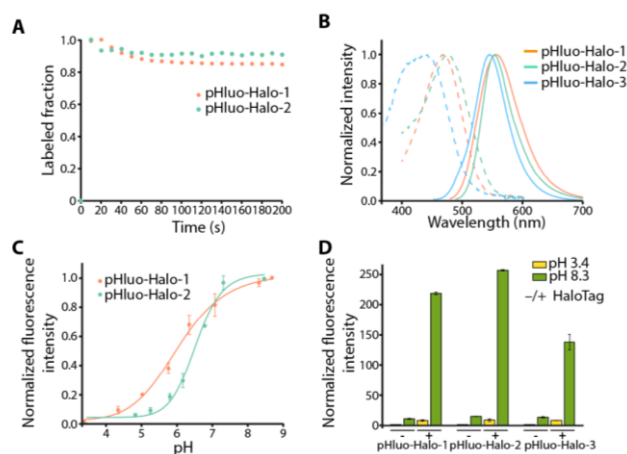 A
Labeled fraction
1.0
0.8
0.6
0.4
0.2
0.0
pHluo-Halo-1
pHluo-Halo-2
0 20 40 60 80 100 120 140 160 180 200
Time (s)
B
Normalized intensity
1.0
0.8
0.6
0.4
0.2
0.0
pHluo-Halo-1
pHluo-Halo-2
pHluo-Halo-3
400 500 600 700
Wavelength (nm)
C
Normalized fluorescence
intensity
1.0
0.8
0.6
0.4
0.2
0.0
pHluo-Halo-1
pHluo-Halo-2
4 5 6 7 8 9
pH
D
Normalized fluorescence
intensity
250
200
150
100
50
0
pH 3.4
pH 8.3
–/+ HaloTag
- + - + - +
pHluo-Halo-1 pHluo-Halo-2 pHluo-Halo-3